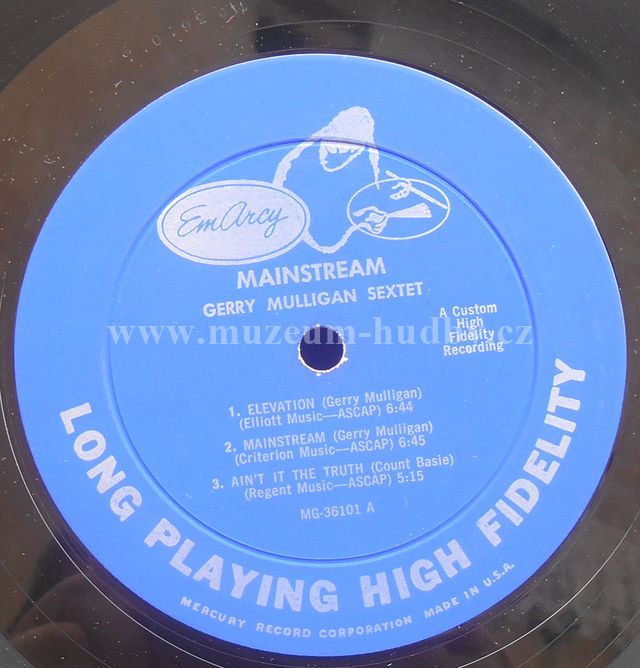 EmArcy
MAINSTREAM
GERRY MULLIGAN SEXTET
A Custom
High
Fidelity
Recording
www.muzeum-hudby.cz
1. ELEVATION (Gerry Mulligan)
(Elliott Music—ASCAP) 6:44
2. MAINSTREAM (Gerry Mulligan)
(Criterion Music—ASCAP) 6:45
3. AIN'T IT THE TRUTH (Count Basie)
(Regent Music—ASCAP) 5:15
MG-36101 A
LONG PLAYING HIGH FIDELITY
MERCURY RECORD CORPORATION MADE IN U.S.A.